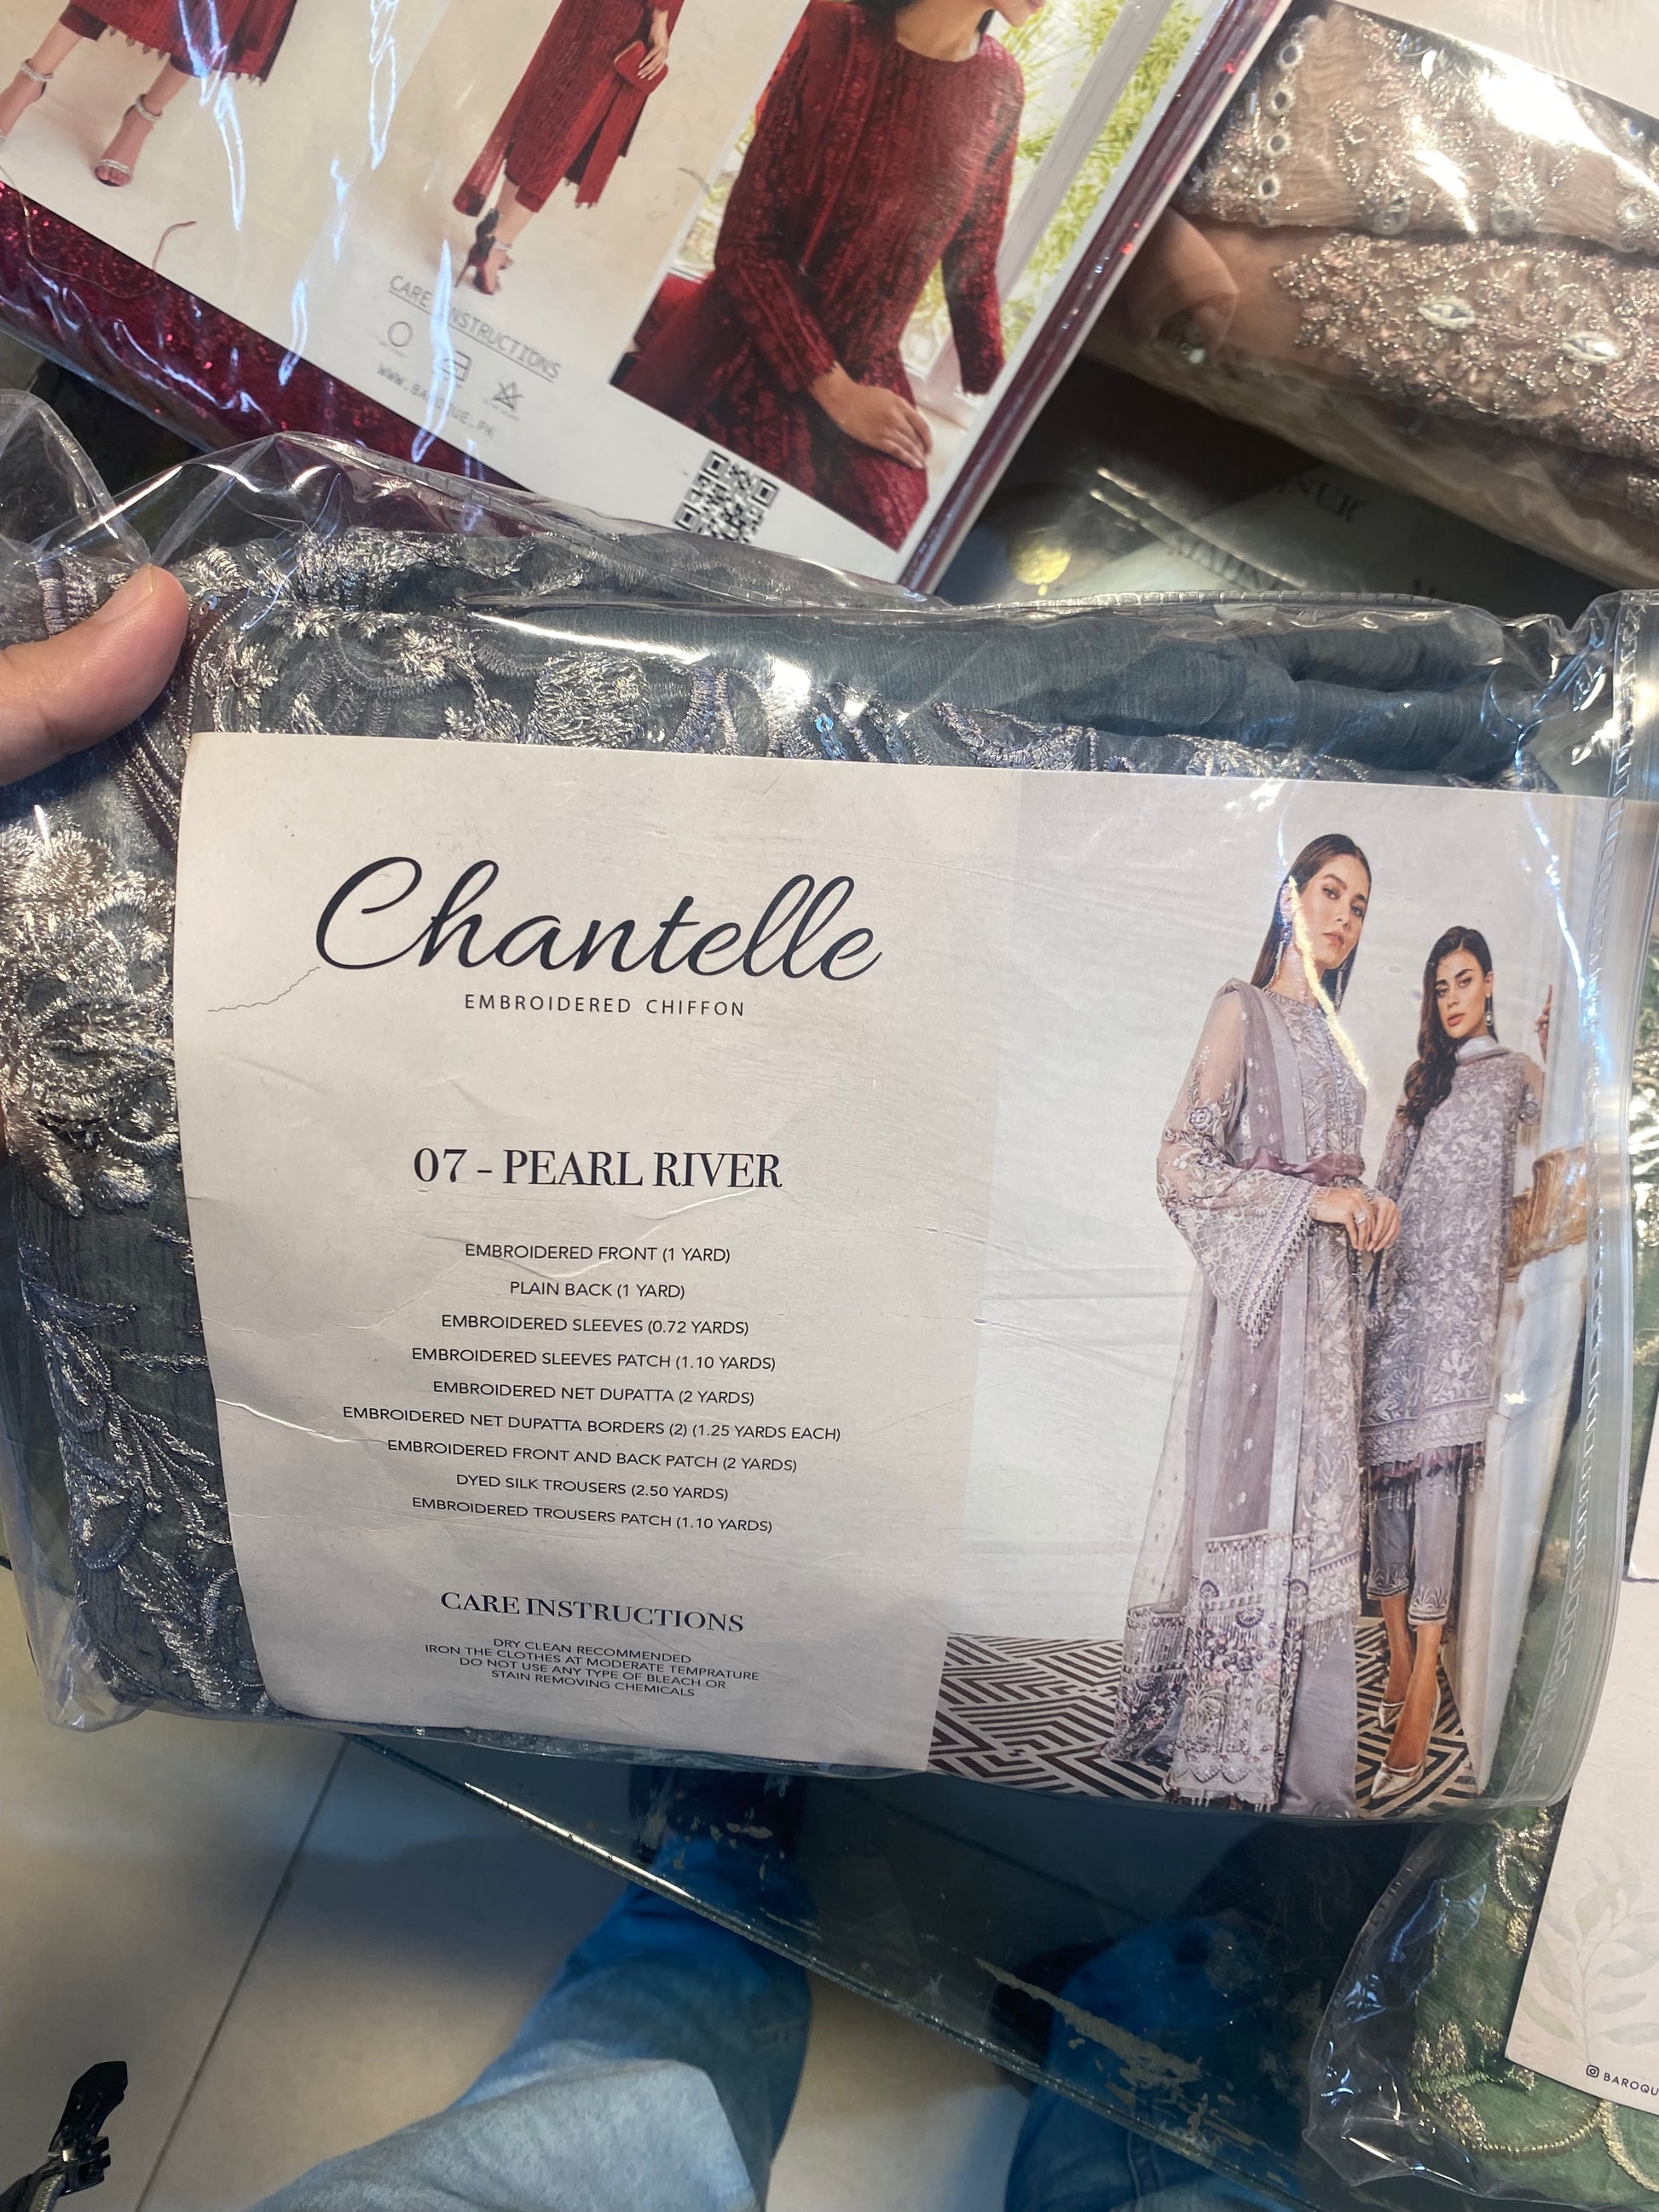 CARE INSTRUCTIONS
WWW.BAROQUE.PK
Chantelle
EMBROIDERED CHIFFON
07 - PEARL RIVER
EMBROIDERED FRONT (1 YARD)
PLAIN BACK (1 YARD)
EMBROIDERED SLEEVES (0.72 YARDS)
EMBROIDERED SLEEVES PATCH (1.10 YARDS)
EMBROIDERED NET DUPATTA (2 YARDS)
EMBROIDERED NET DUPATTA BORDERS (2) (1.25 YARDS EACH)
EMBROIDERED FRONT AND BACK PATCH (2 YARDS)
DYED SILK TROUSERS (2.50 YARDS)
EMBROIDERED TROUSERS PATCH (1.10 YARDS)
CARE INSTRUCTIONS
DRY CLEAN RECOMMENDED
IRON THE CLOTHES AT MODERATE TEMPRATURE
DO NOT USE ANY TYPE OF BLEACH OR
STAIN REMOVING CHEMICALS
BAROQU